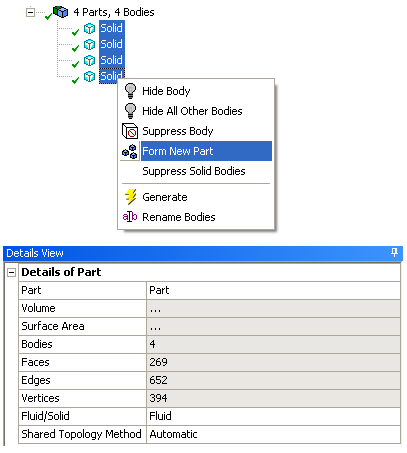 4 Parts, 4 Bodies
Solid
Solid
Solid
Solid
Hide Body
Hide All Other Bodies
Suppress Body
Form New Part
Suppress Solid Bodies
Generate
a|b Rename Bodies
Details View
Details of Part
Part Part
Volume ...
Surface Area ...
Bodies 4
Faces 269
Edges 652
Vertices 394
Fluid/Solid Fluid
Shared Topology Method Automatic